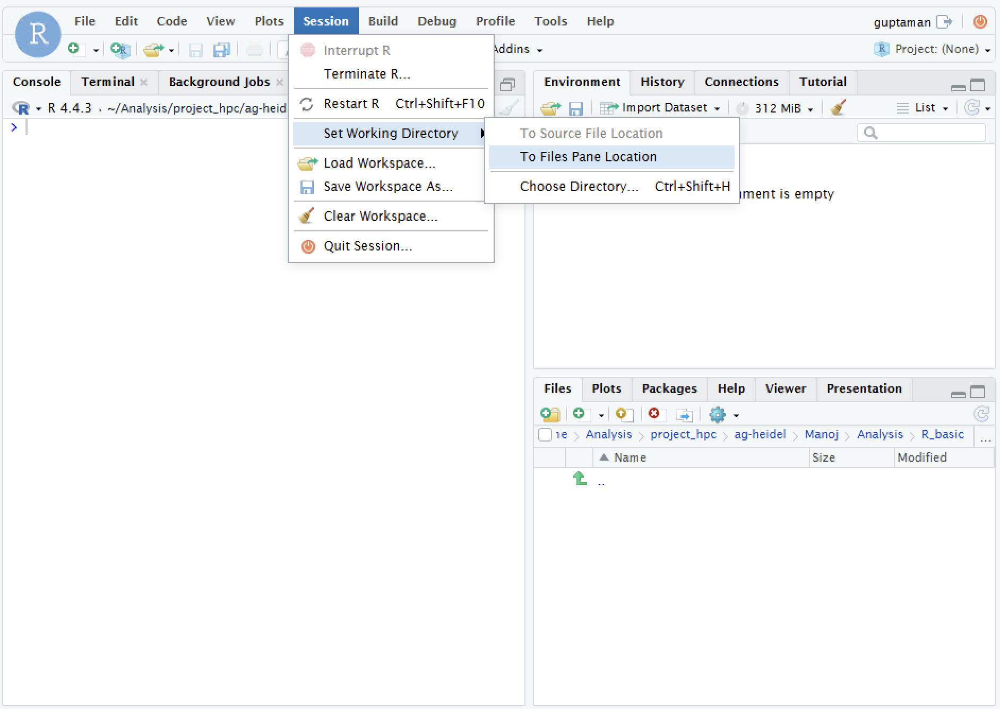 R File Edit Code View Plots Session Build Debug Profile Tools Help guptaman
Addins Project: (None)
Interrupt R
Terminate R...
Restart R Ctrl+Shift+F10
Set Working Directory
Load Workspace...
Save Workspace As...
Clear Workspace...
Quit Session...
To Source File Location
To Files Pane Location
Choose Directory... Ctrl+Shift+H
Console Terminal Background Jobs
R 4.4.3 . ~/Analysis/project_hpc/ag-heid
>
Environment History Connections Tutorial
Import Dataset 312 MiB List
nment is empty
Files Plots Packages Help Viewer Presentation
Analysis project_hpc ag-heidel Manoj Analysis R_basic ...
Name Size Modified
..